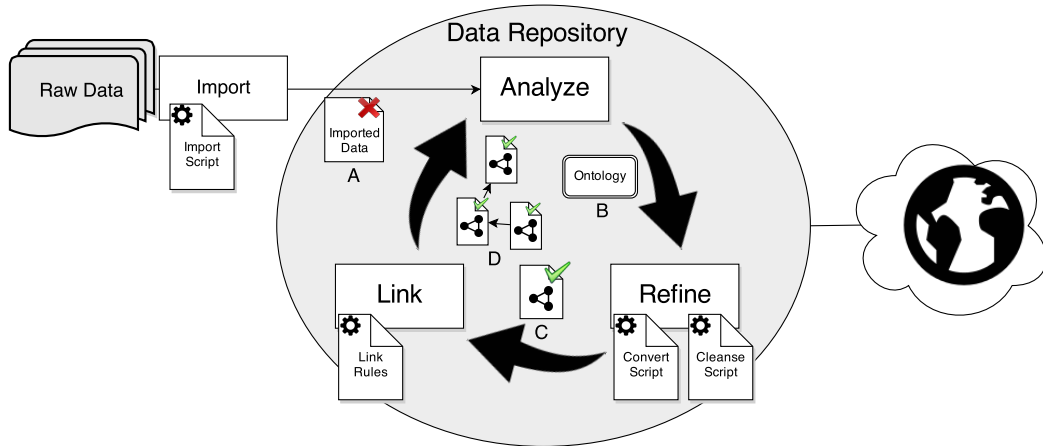 Data Repository
Raw Data
Import
Analyze
Import
Script
Imported
Data
A
Ontology
B
D
Link
C
Refine
Link
Rules
Convert
Script
Cleanse
Script